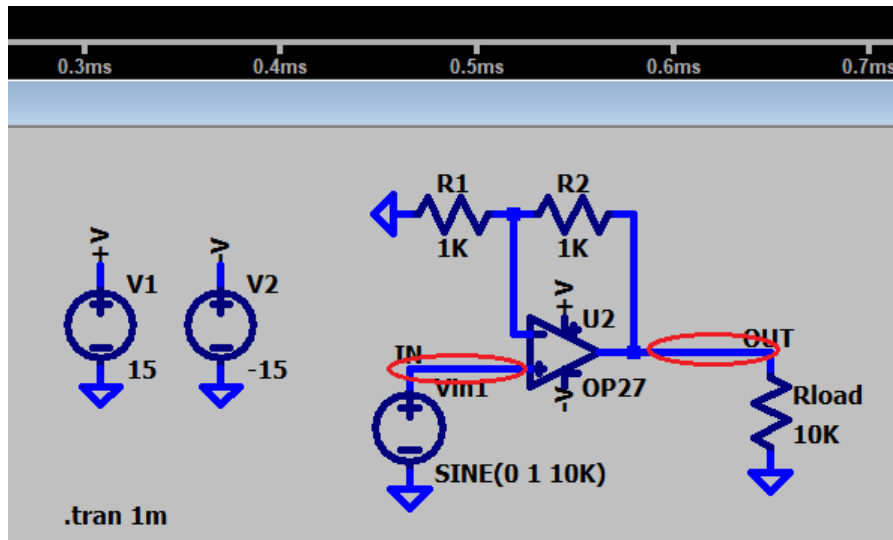 0.3ms 0.4ms 0.5ms 0.6ms 0.7ms
R1 R2
1K 1K
+V -V
V1 V2
15 -15
+V
U2
IN
OUT
Vin1
-V OP27
Rload
10K
SINE(0 1 10K)
.tran 1m